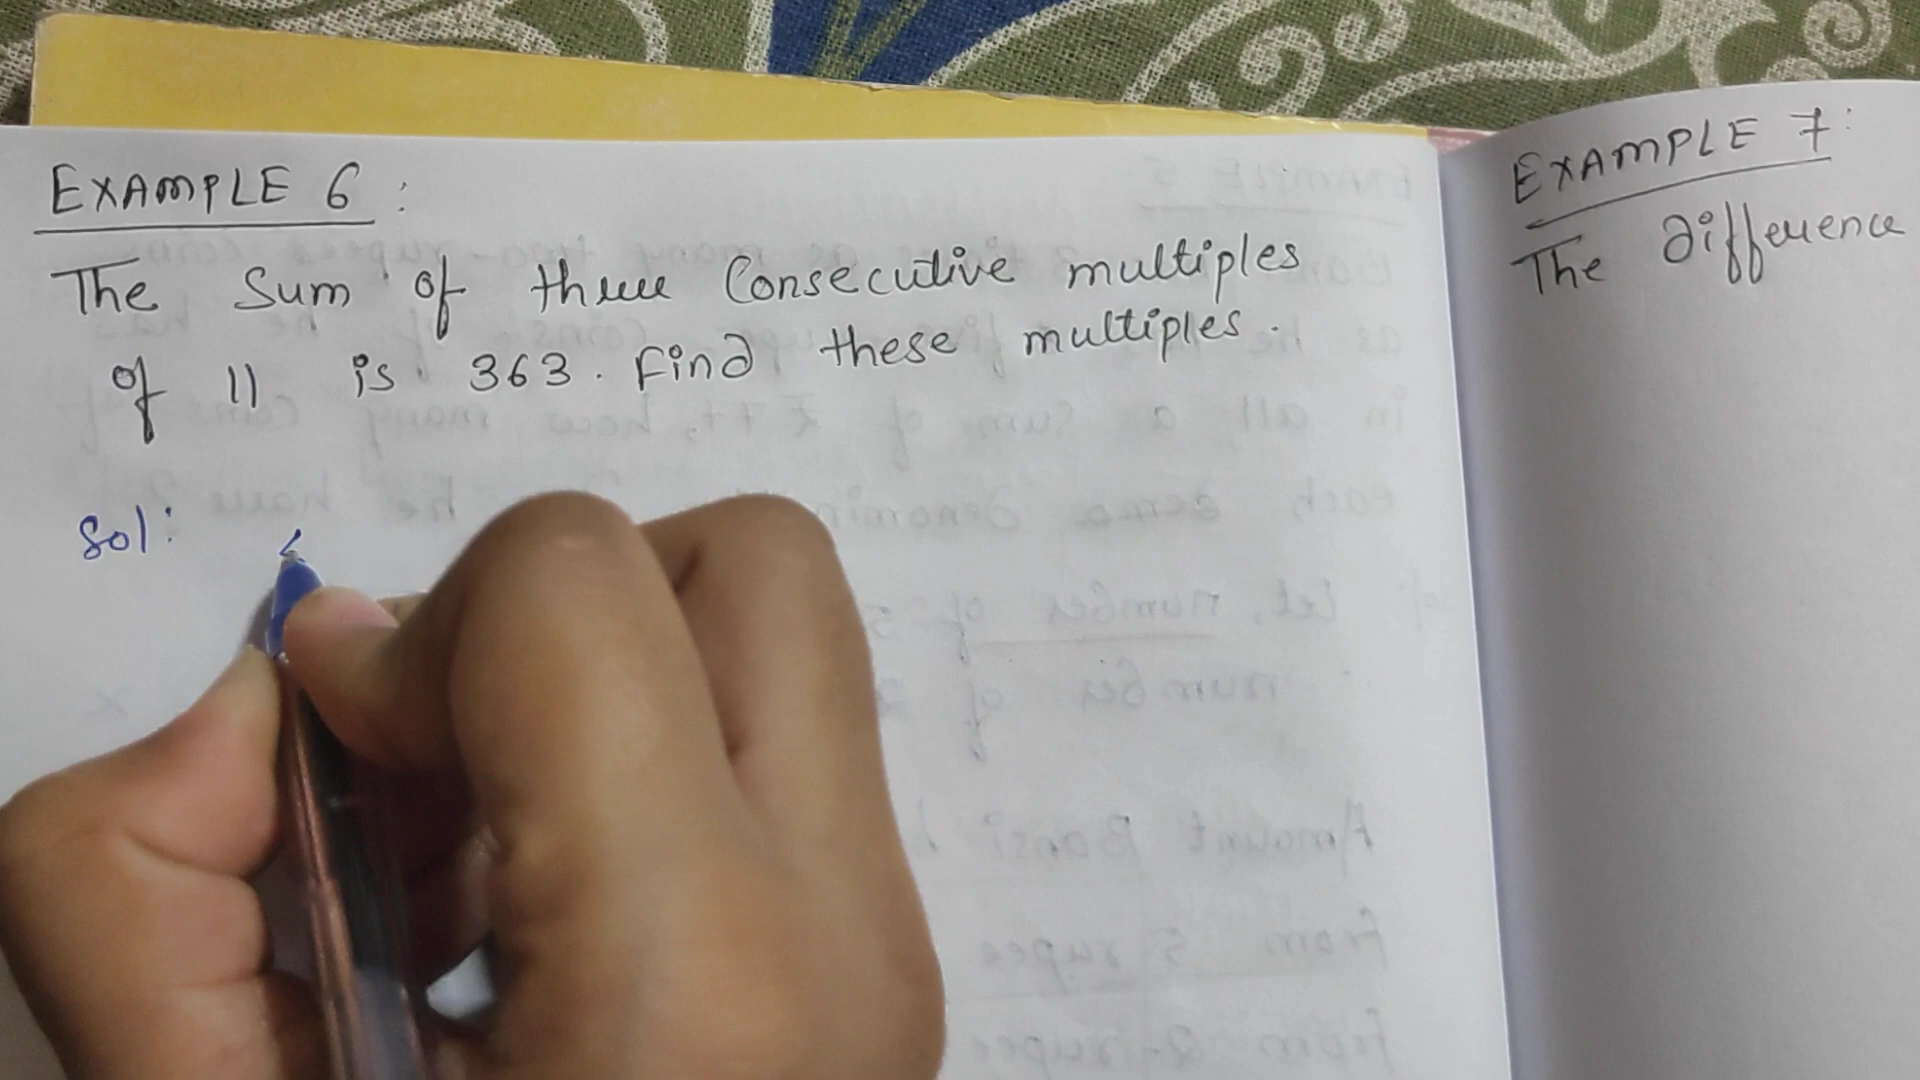 EXAMPLE 6 :
The Sum of three Consecutive multiples
of 11 is 363. Find these multiples.
Sol:
EXAMPLE 7:
The difference